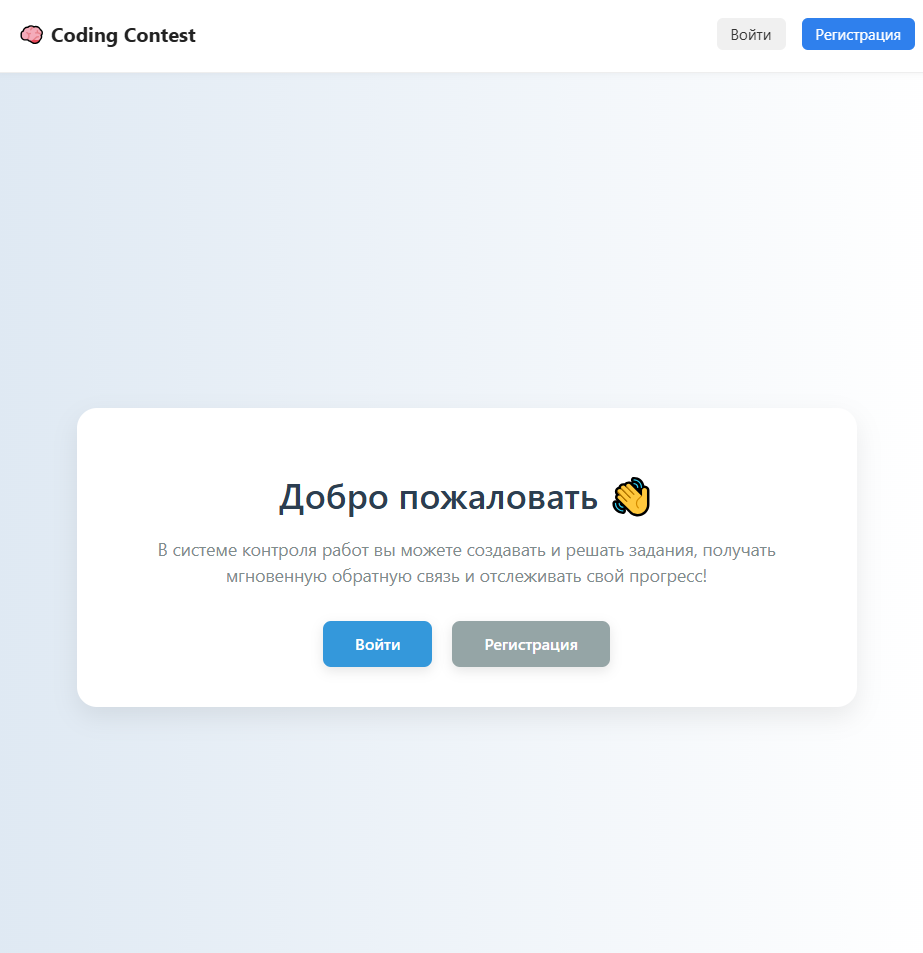 🧠 Coding Contest
Войти
Регистрация
Добро пожаловать 👋
В системе контроля работ вы можете создавать и решать задания, получать
мгновенную обратную связь и отслеживать свой прогресс!
Войти
Регистрация